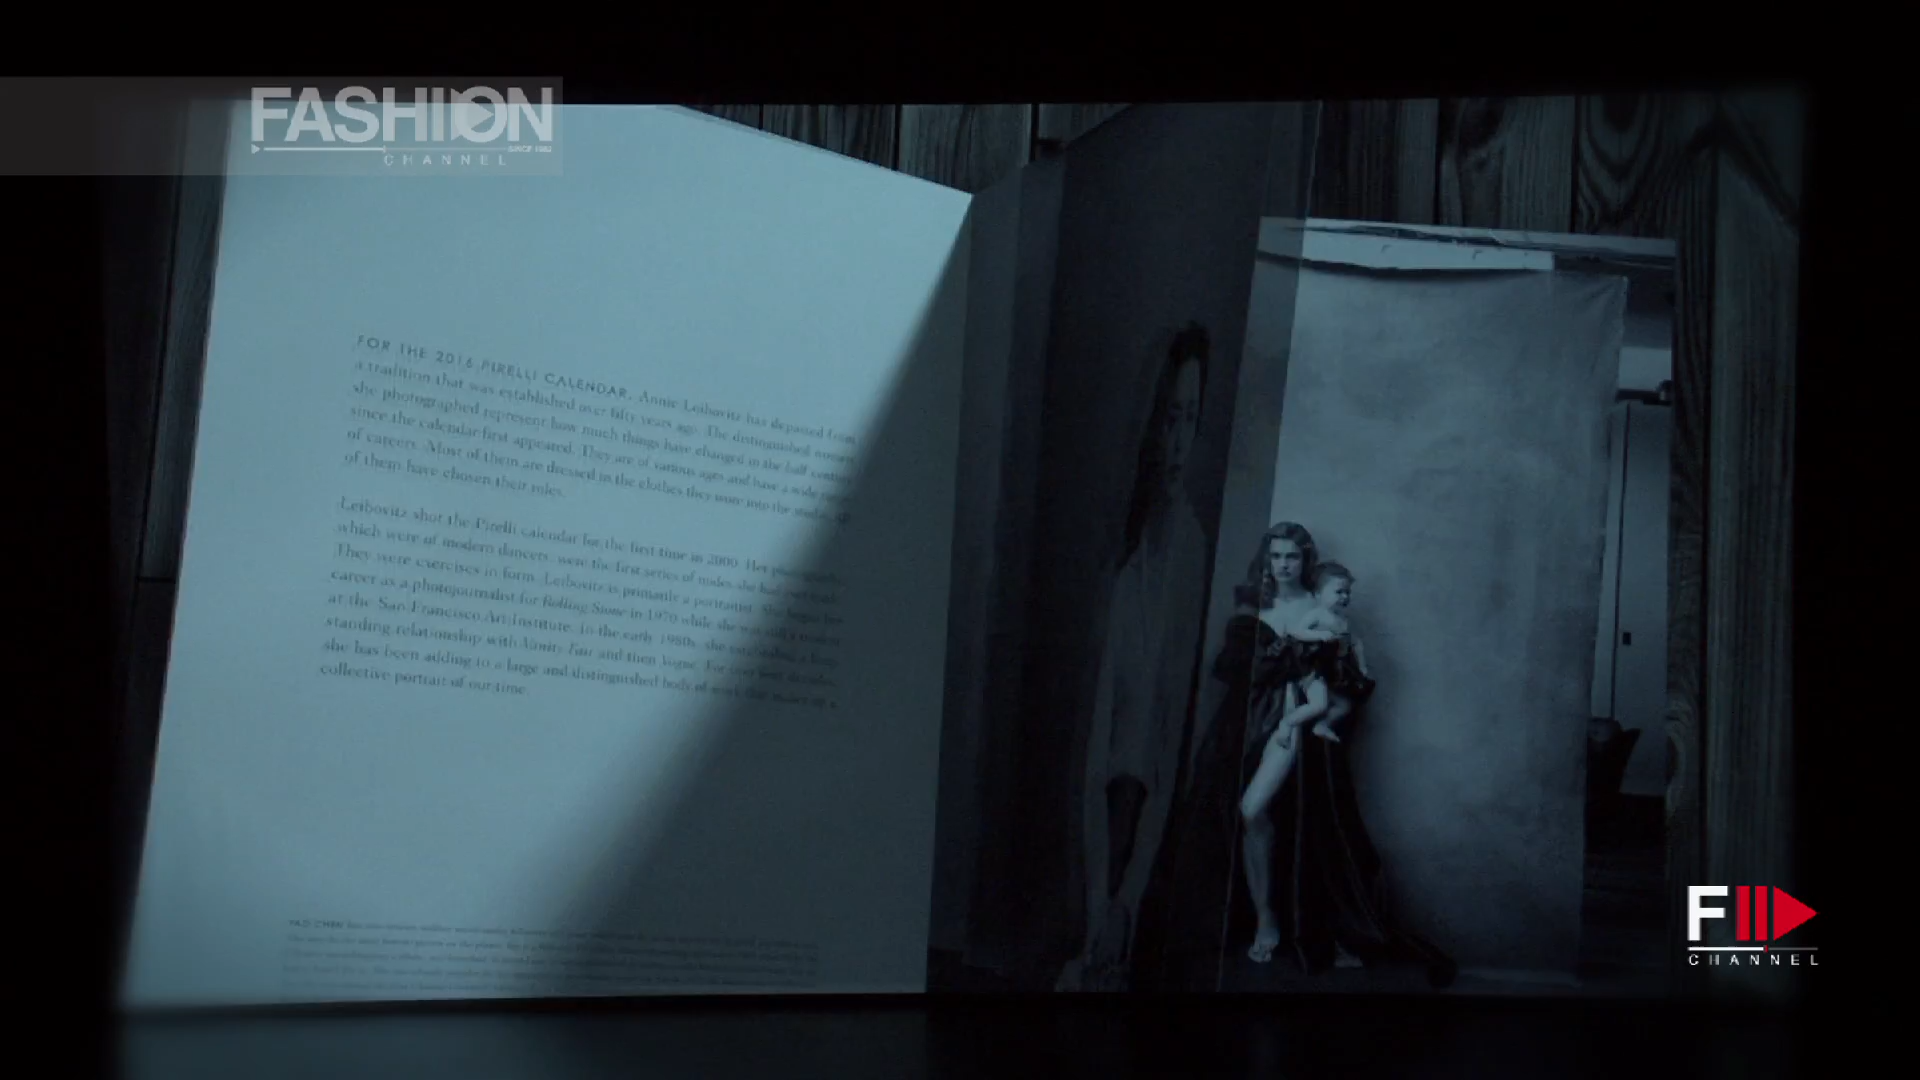 FASHION
SINCE 1982
CHANNEL
FOR THE 2016 PIRELLI CALENDAR, Annie Leibovitz has departed from
a tradition that was established over fifty years ago. The distinguished women
she photographed represent how much things have changed in the half century
since the calendar first appeared. They are of various ages and have a wide range
of careers. Most of them are dressed in the clothes they wore into the studio. All
of them have chosen their roles.
Leibovitz shot the Pirelli calendar for the first time in 2000. Her photographs,
which were of modern dancers, were the first series of nudes she had
They were exercises in form. Leibovitz is primarily a portraitist. She began her
career as a photojournalist for Rolling Stone in 1970 while she was still a student
at the San Francisco Art Institute. In the early 1980s, she established a long-
standing relationship with Vanity Fair and then Vogue. For over four decades,
she has been adding to a large and distinguished body of work that makes up a
collective portrait of our time.
YAO CHEN
F
CHANNEL